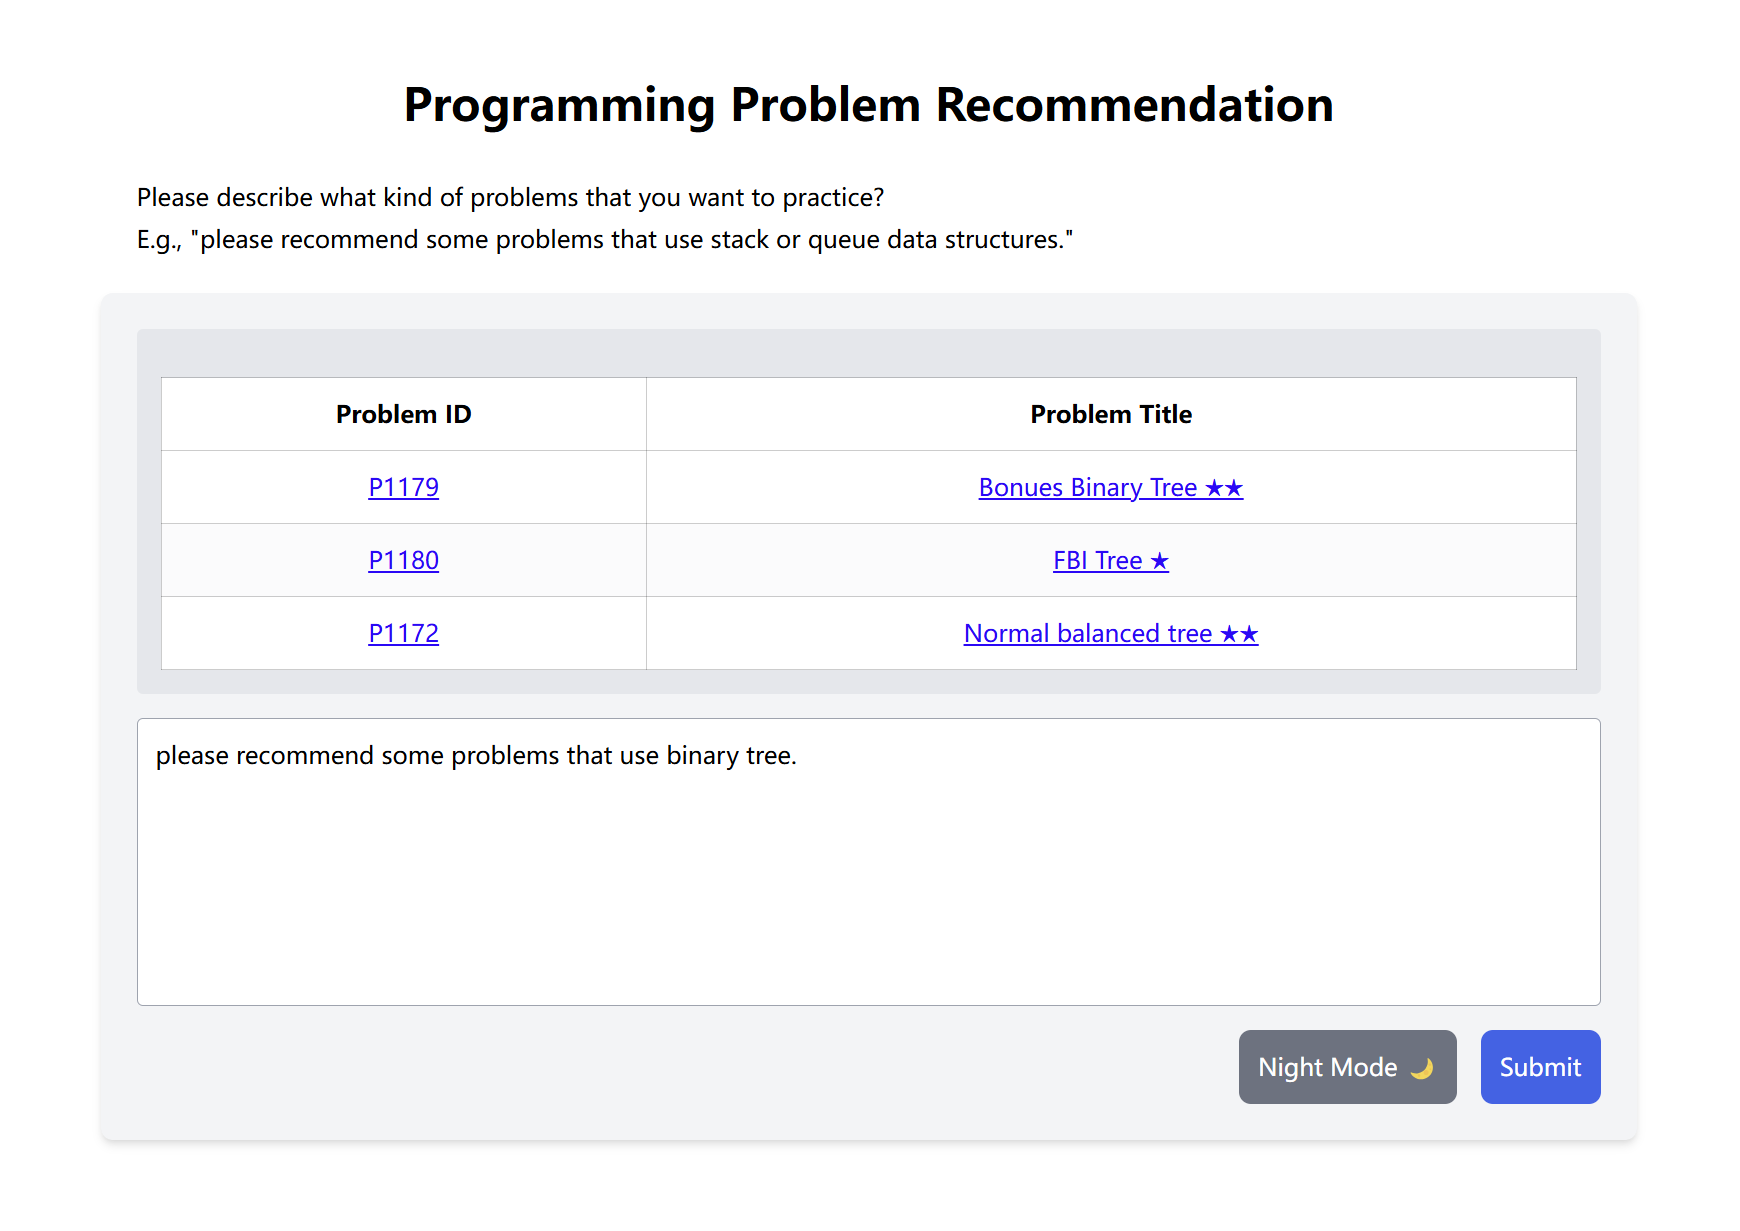 Programming Problem Recommendation
Please describe what kind of problems that you want to practice?
E.g., "please recommend some problems that use stack or queue data structures."
Problem ID Problem Title
P1179 Bonues Binary Tree ★★
P1180 FBI Tree ★
P1172 Normal balanced tree ★★
please recommend some problems that use binary tree.
Night Mode 🌙 Submit